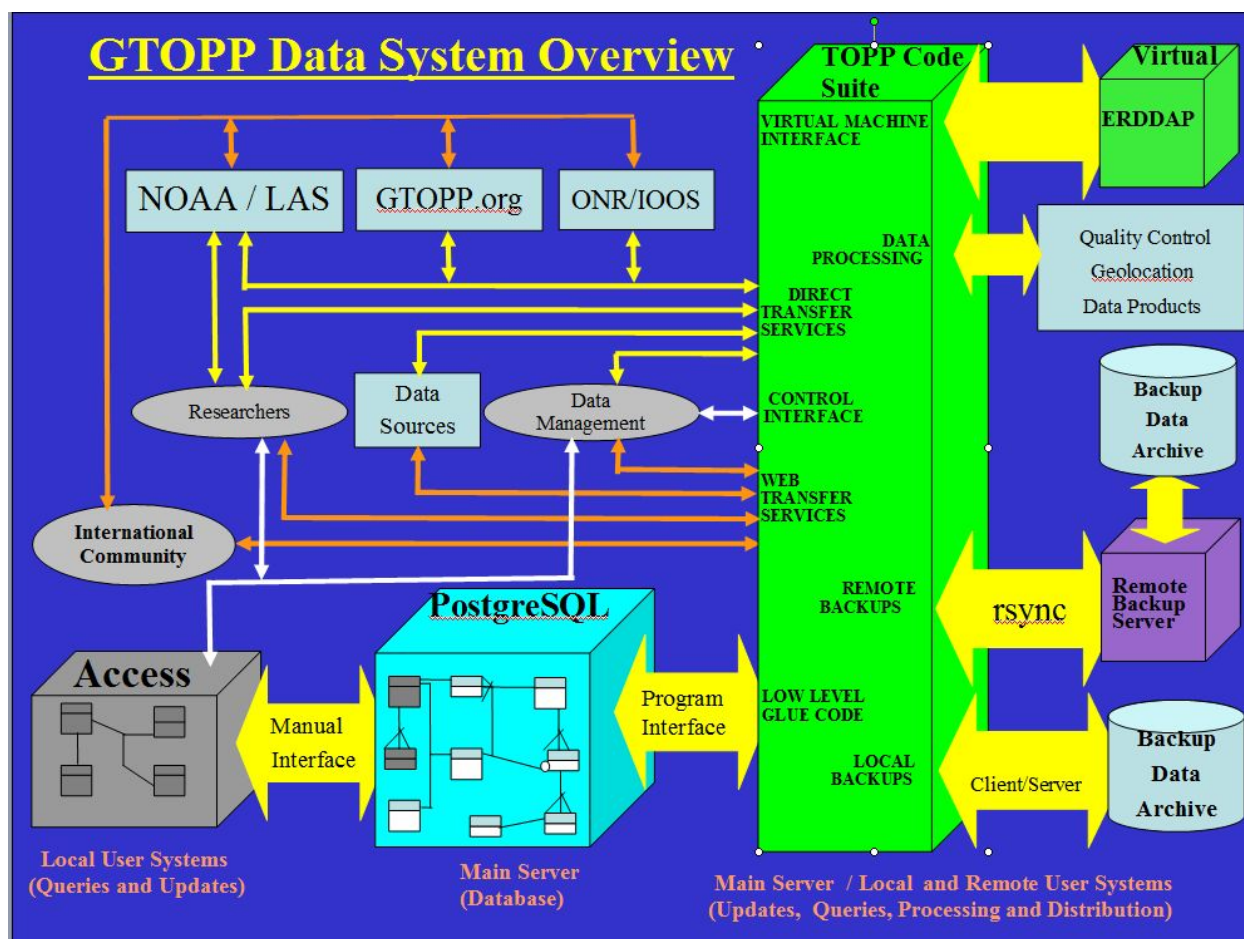 GTOPP Data System Overview
TOPP Code
Suite
Virtual
VIRTUAL MACHINE
INTERFACE
ERDDAP
NOAA / LAS
GTOPP.org
ONR/IOOS
DATA
PROCESSING
Quality Control
Geolocation
Data Products
DIRECT
TRANSFER
SERVICES
Researchers
Data
Sources
Data
Management
CONTROL
INTERFACE
Backup
Data
Archive
WEB
TRANSFER
SERVICES
International
Community
REMOTE
BACKUPS
rsync
Remote
Backup
Server
PostgreSQL
Access
Manual
Interface
Program
Interface
LOW LEVEL
GLUE CODE
LOCAL
BACKUPS
Client/Server
Backup
Data
Archive
Local User Systems
(Queries and Updates)
Main Server
(Database)
Main Server / Local and Remote User Systems
(Updates, Queries, Processing and Distribution)